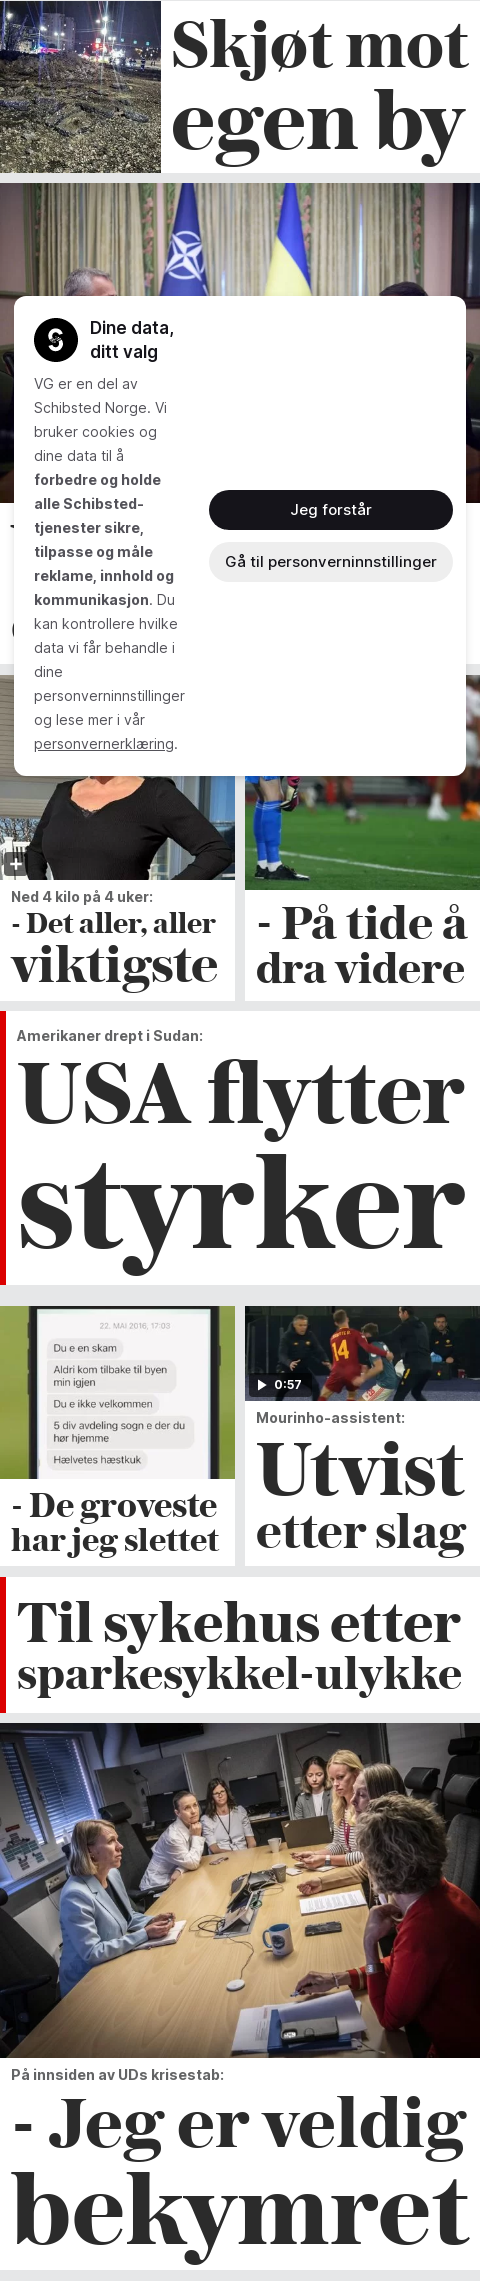 Skjøt mot
egen by
Dine data,
ditt valg
VG er en del av
Schibsted Norge. Vi
bruker cookies og
dine data til å
forbedre og holde
alle Schibsted-
tjenester sikre,
tilpasse og måle
reklame, innhold og
kommunikasjon. Du
kan kontrollere hvilke
data vi får behandle i
dine
personverninnstillinger
og lese mer i vår
personvernerklæring.
Jeg forstår
Gå til personverninnstillinger
Ned 4 kilo på 4 uker:
- Det aller, aller
viktigste
- På tide å
dra videre
Amerikaner drept i Sudan:
USA flytter
styrker
22. MAI 2016, 17:03
Du e en skam
Aldri kom tilbake til byen
min igjen
Du e ikke velkommen
5 div avdeling sogn e der du
hør hjemme
Hælvetes hæstkuk
- De groveste
har jeg slettet
14
0:57
Mourinho-assistent:
Utvist
etter slag
Til sykehus etter
sparkesykkel-ulykke
På innsiden av UDs krisestab:
- Jeg er veldig
bekymret